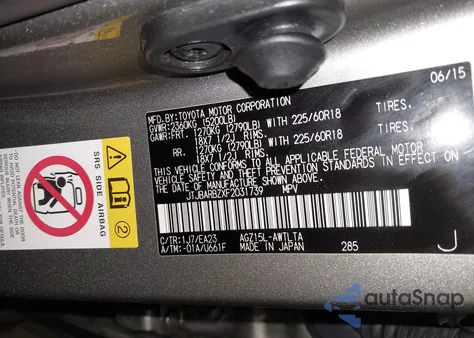 06/15
MFD.BY:TOYOTA MOTOR CORPORATION
GVWR:2360KG (5200LB)
GAWR:FRT. 1270KG (2790LB) WITH 225/60R18 TIRES,
18X7 1/2J RIMS.
RR. 1270KG (2790LB) WITH 225/60R18 TIRES,
18X7 1/2J RIMS.
THIS VEHICLE CONFORMS TO ALL APPLICABLE FEDERAL MOTOR
VEHICLE SAFETY AND THEFT PREVENTION STANDARDS IN EFFECT ON
THE DATE OF MANUFACTURE SHOWN ABOVE.
JTJBARBZXF2031739 MPV
C/TR:1J7/EA23 AGZ15L-AWTLTA
A/TM:-01A/U661F MADE IN JAPAN 285
J
SRS SIDE AIRBAG
2
autoSnap